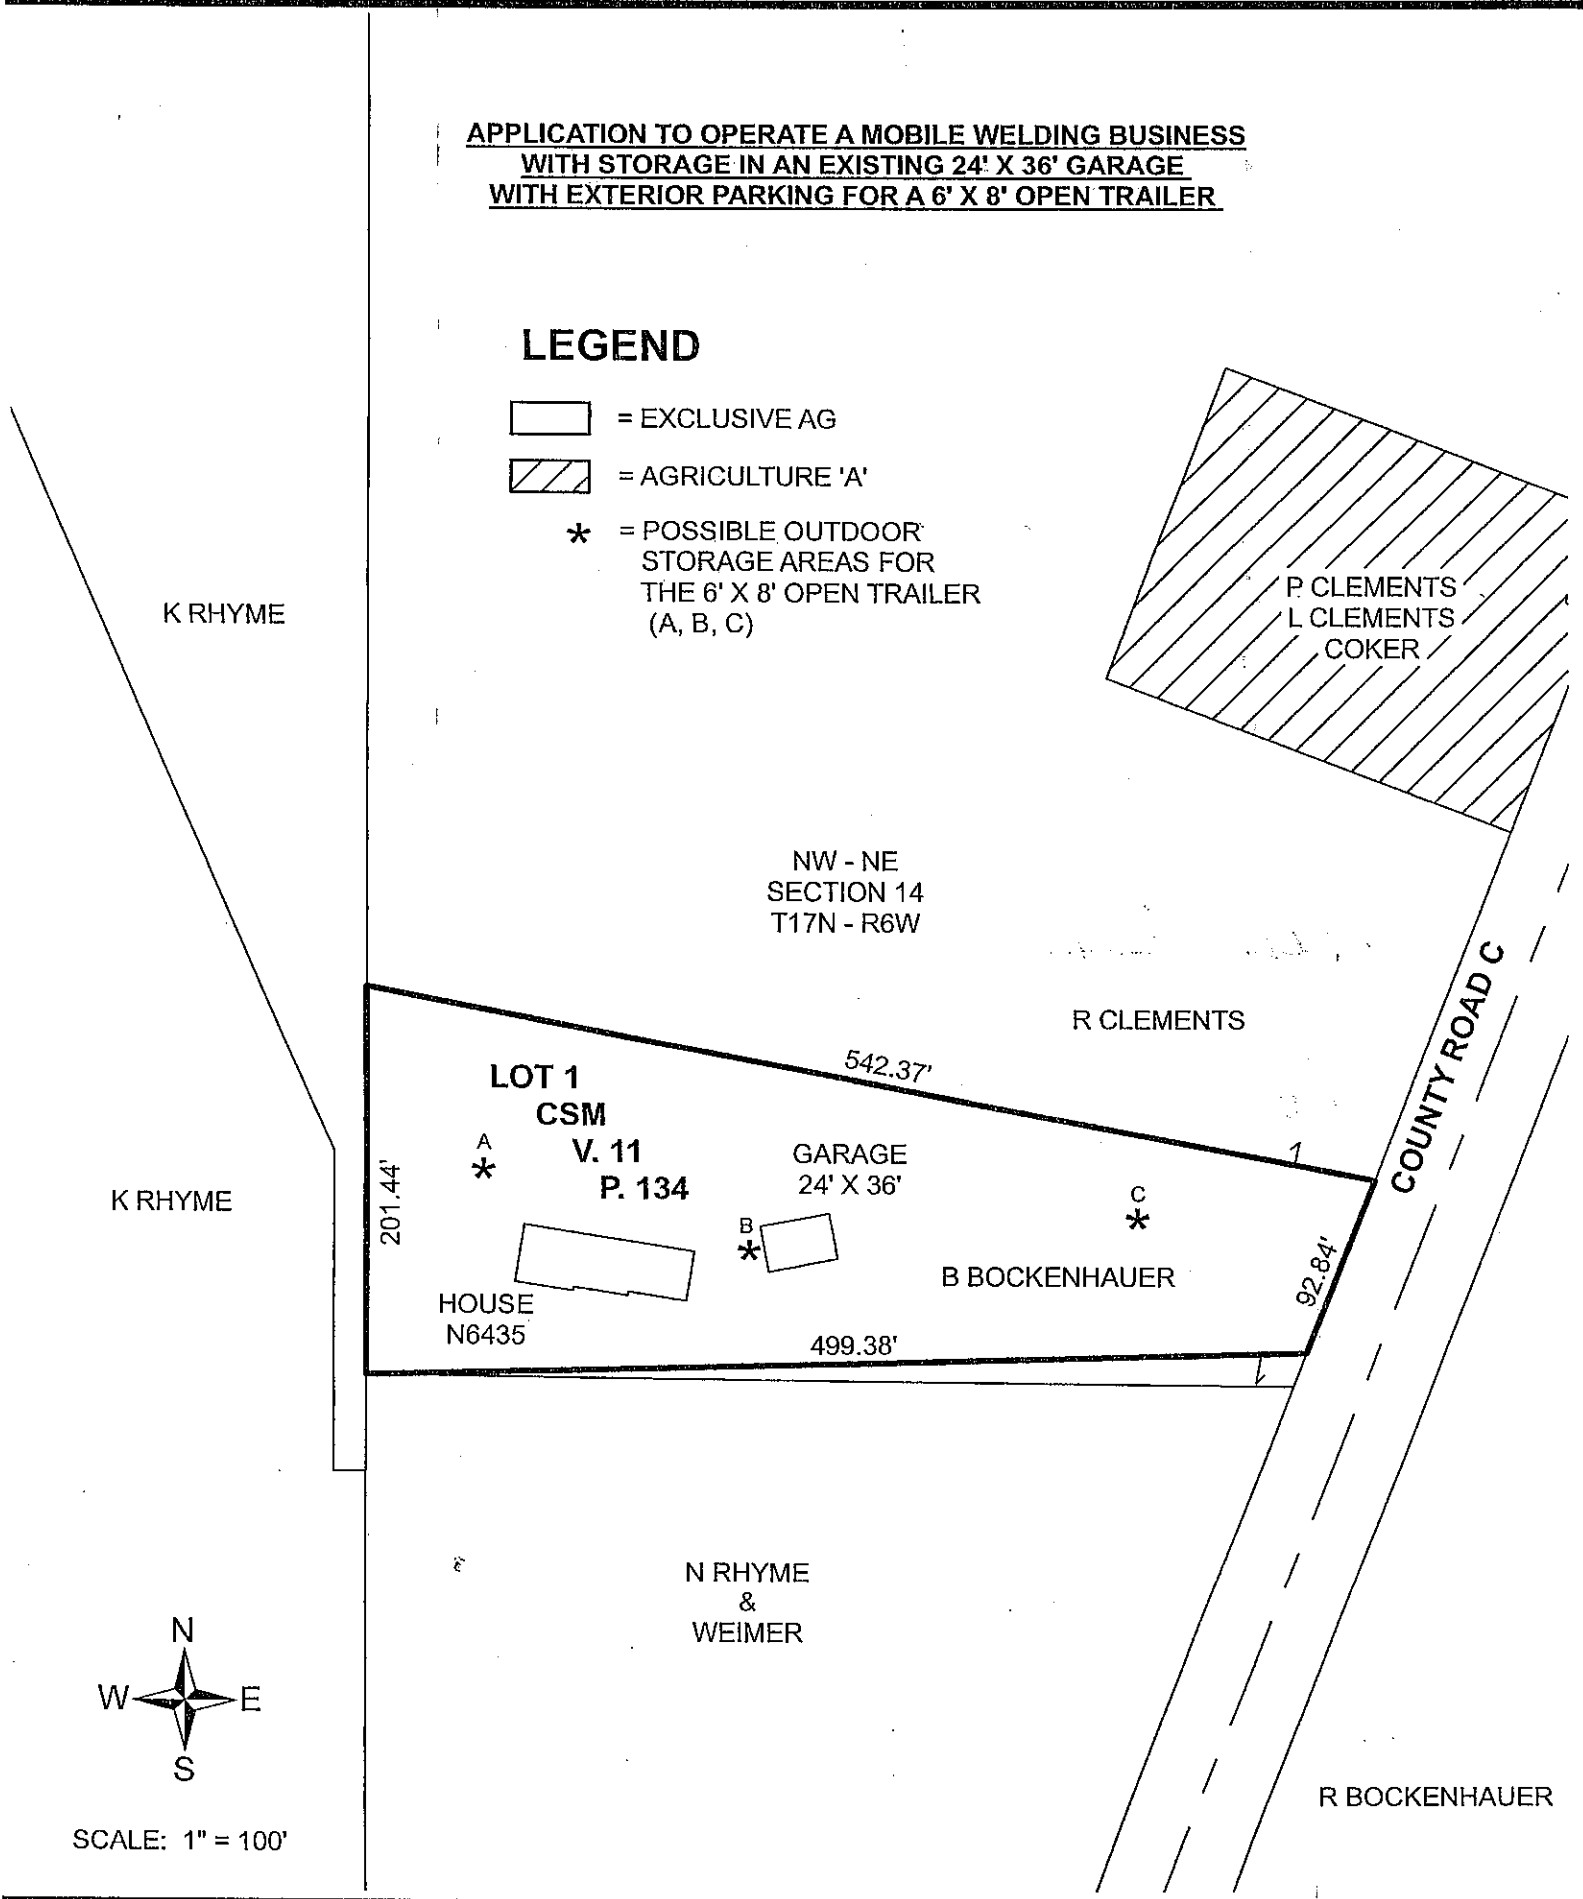 APPLICATION TO OPERATE A MOBILE WELDING BUSINESS
WITH STORAGE IN AN EXISTING 24' X 36' GARAGE
WITH EXTERIOR PARKING FOR A 6' X 8' OPEN TRAILER
LEGEND
= EXCLUSIVE AG
= AGRICULTURE 'A'
* = POSSIBLE OUTDOOR
STORAGE AREAS FOR
THE 6' X 8' OPEN TRAILER
(A, B, C)
P CLEMENTS
L CLEMENTS
COKER
K RHYME
NW - NE
SECTION 14
T17N - R6W
R CLEMENTS
COUNTY ROAD C
542.37'
LOT 1
CSM
V. 11
P. 134
A
*
GARAGE
24' X 36'
B
*
C
*
K RHYME
201.44'
B BOCKENHAUER
92.84'
HOUSE
N6435
499.38'
N RHYME
&
WEIMER
N
W E
S
R BOCKENHAUER
SCALE: 1" = 100'